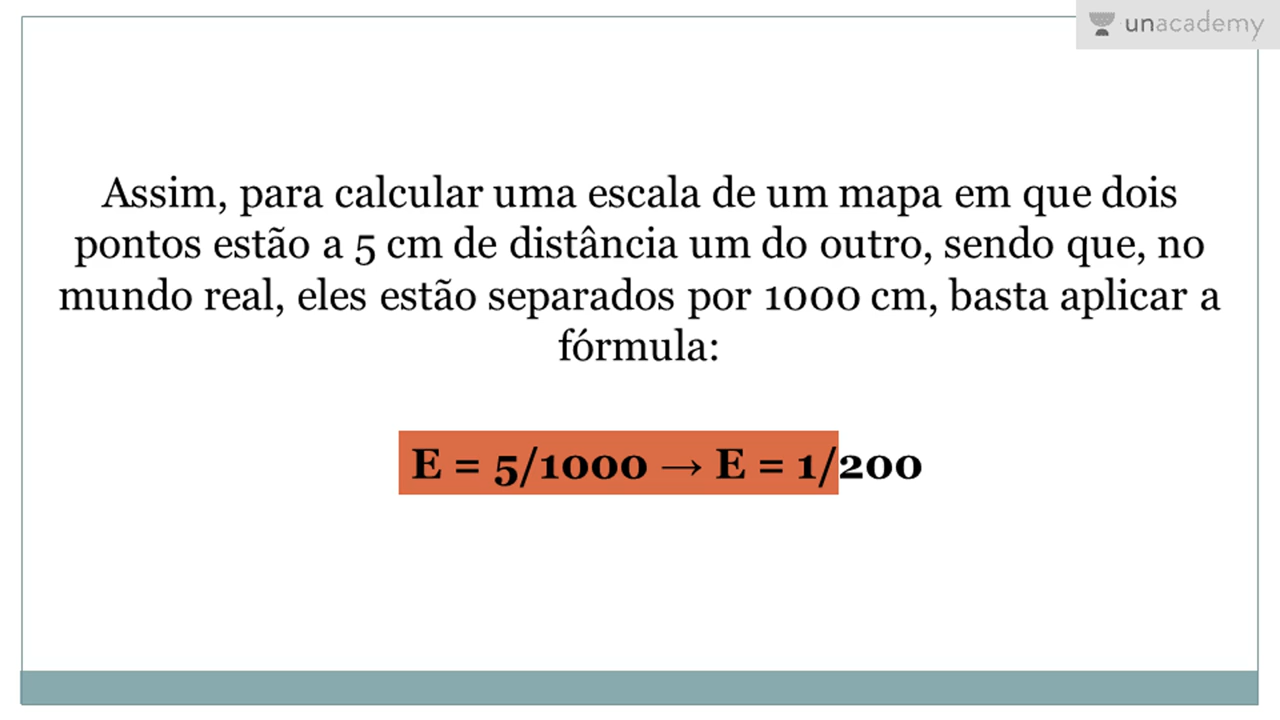 unacademy
Assim, para calcular uma escala de um mapa em que dois
pontos estão a 5 cm de distância um do outro, sendo que, no
mundo real, eles estão separados por 1000 cm, basta aplicar a
fórmula:
E = 5/1000 → E = 1/200